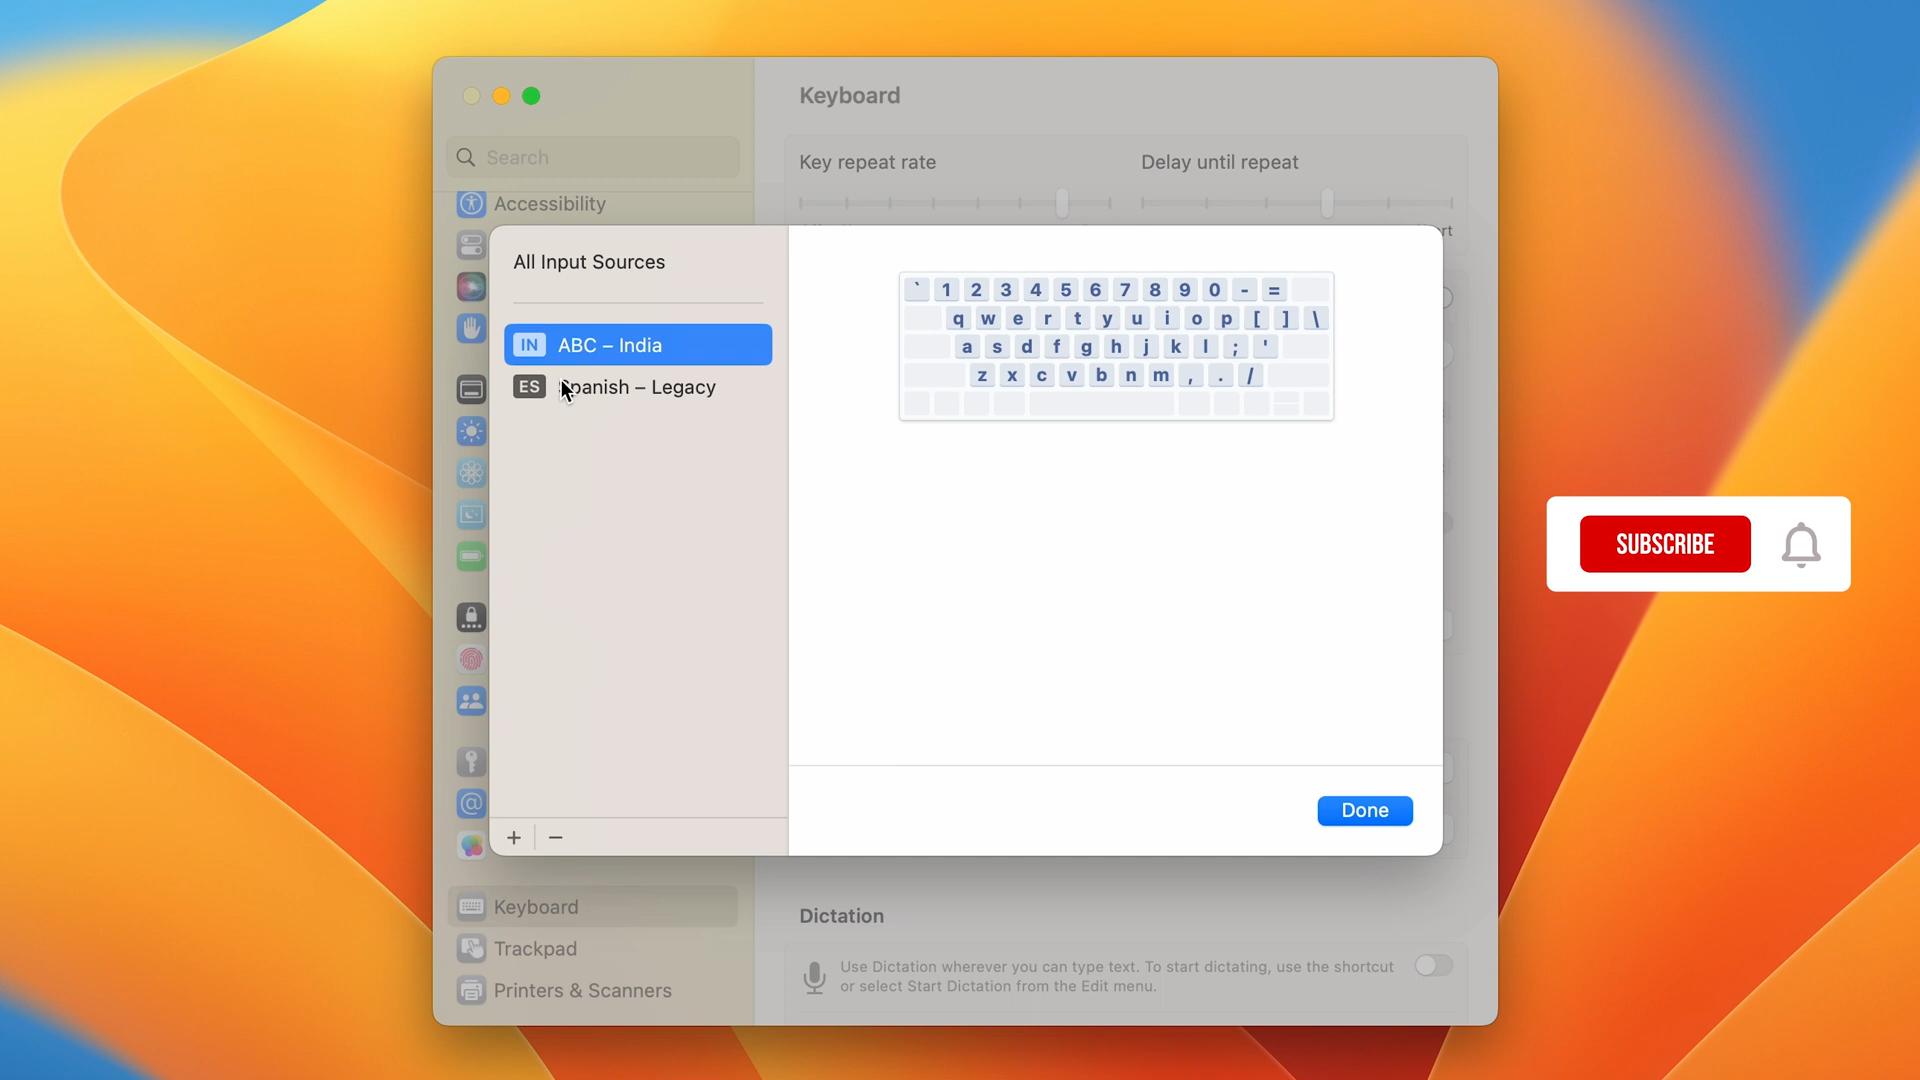 Keyboard
Search
Key repeat rate
Delay until repeat
Accessibility
rt
All Input Sources
IN ABC – India
ES Spanish – Legacy
` 1 2 3 4 5 6 7 8 9 0 - =
q w e r t y u i o p [ ] \
a s d f g h j k l ; '
z x c v b n m , . /
SUBSCRIBE
Done
+ −
Keyboard
Trackpad
Printers & Scanners
Dictation
Use Dictation wherever you can type text. To start dictating, use the shortcut
or select Start Dictation from the Edit menu.